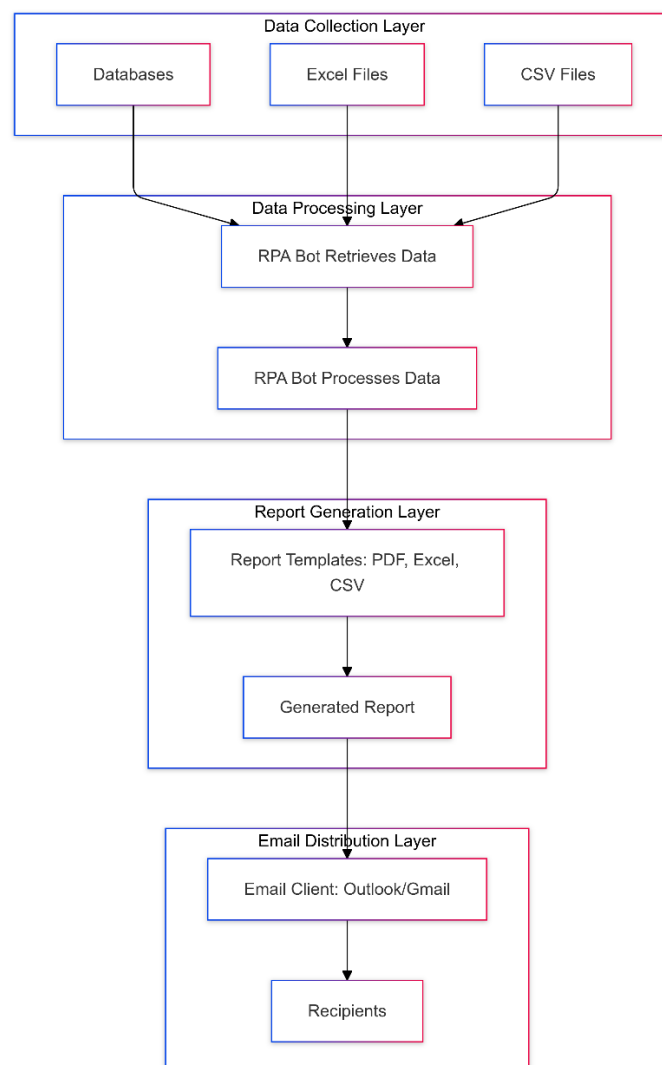 Data Collection Layer
Databases
Excel Files
CSV Files
Data Processing Layer
RPA Bot Retrieves Data
RPA Bot Processes Data
Report Generation Layer
Report Templates: PDF, Excel,
CSV
Generated Report
Email Distribution Layer
Email Client: Outlook/Gmail
Recipients